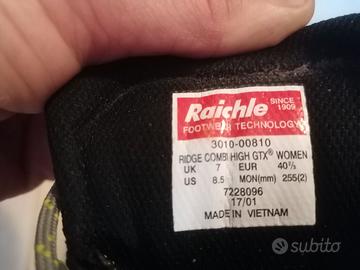 Raichle SINCE 1909
FOOTWEAR TECHNOLOGY
3010-00810
RIDGE COMBI HIGH GTX® WOMEN
UK 7 EUR 40⅔
US 8.5 MON(mm) 255(2)
7228096
17/01
MADE IN VIETNAM
subito